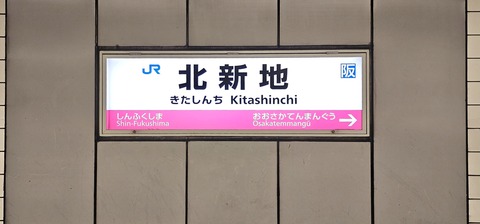 JR 北新地 阪
きたしんち Kitashinchi
しんふくしま おおさかてんまんぐう
Shin-Fukushima Ōsakatemmangū